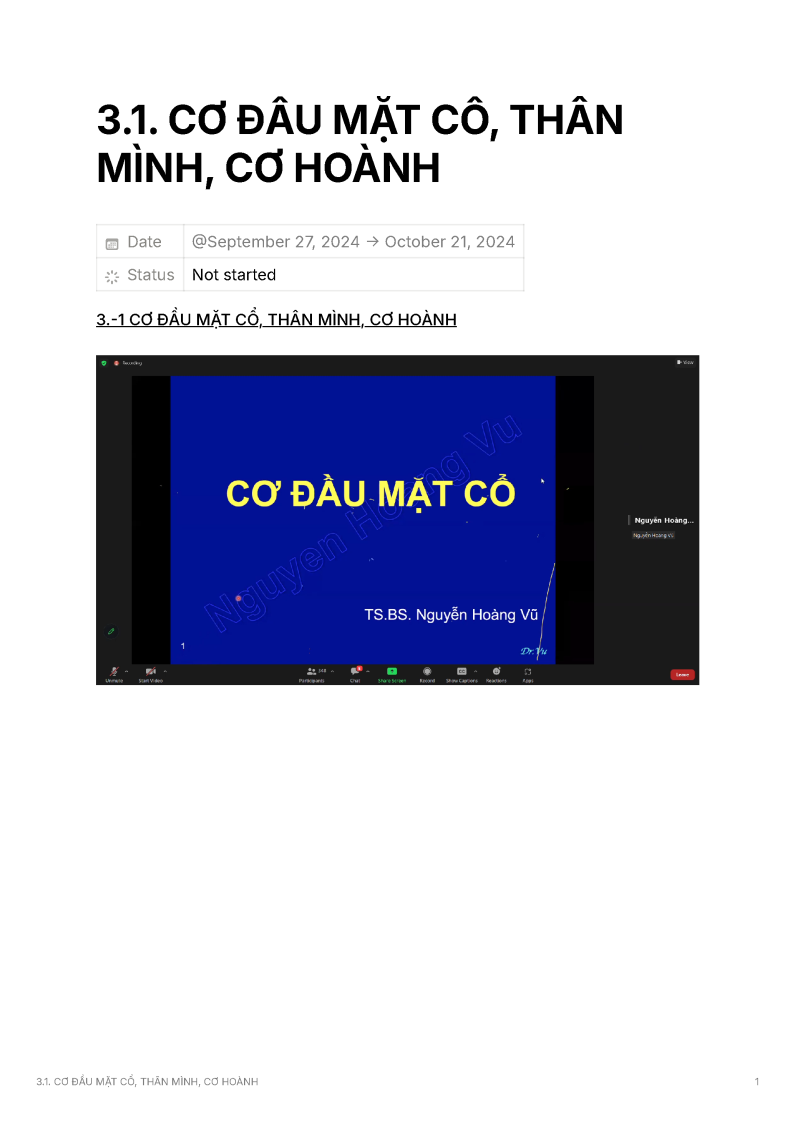 3.1. CƠ ĐÂU MẶT CÔ, THÂN
MÌNH, CƠ HOÀNH
Date @September 27, 2024 → October 21, 2024
Status Not started
3.-1 CƠ ĐẦU MẶT CỔ, THÂN MÌNH, CƠ HOÀNH
Recording
View
Nguyen Hoang Vu
CƠ ĐẦU MẶT CỔ
Nguyễn Hoàng...
Nguyễn Hoàng Vũ
TS.BS. Nguyễn Hoàng Vũ
1
Dr.Vu
Unmute Start Video Participants Chat Share Screen Record Show Captions Reactions Apps Leave
3.1. CƠ ĐẦU MẶT CỔ, THÂN MÌNH, CƠ HOÀNH 1